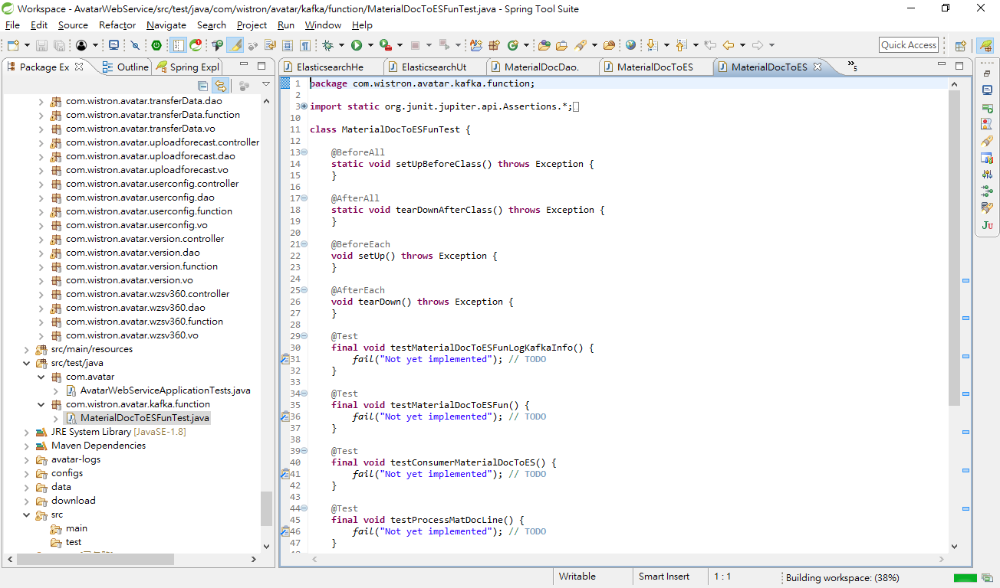 Workspace - AvatarWebService/src/test/java/com/wistron/avatar/kafka/function/MaterialDocToESFunTest.java - Spring Tool Suite
File Edit Source Refactor Navigate Search Project Run Window Help
Quick Access
Package Ex Outline Spring Expl
ElasticsearchHe ElasticsearchUt MaterialDocDao. MaterialDocToES MaterialDocToES »5
com.wistron.avatar.transferData.dao
com.wistron.avatar.transferData.function
com.wistron.avatar.transferData.vo
com.wistron.avatar.uploadforecast.controller
com.wistron.avatar.uploadforecast.dao
com.wistron.avatar.uploadforecast.vo
com.wistron.avatar.userconfig.controller
com.wistron.avatar.userconfig.dao
com.wistron.avatar.userconfig.function
com.wistron.avatar.userconfig.vo
com.wistron.avatar.version.controller
com.wistron.avatar.version.dao
com.wistron.avatar.version.function
com.wistron.avatar.version.vo
com.wistron.avatar.wzsv360.controller
com.wistron.avatar.wzsv360.dao
com.wistron.avatar.wzsv360.function
com.wistron.avatar.wzsv360.vo
src/main/resources
src/test/java
com.avatar
AvatarWebServiceApplicationTests.java
com.wistron.avatar.kafka.function
MaterialDocToESFunTest.java
JRE System Library [JavaSE-1.8]
Maven Dependencies
avatar-logs
configs
data
download
src
main
test
1 package com.wistron.avatar.kafka.function;
2
3 import static org.junit.jupiter.api.Assertions.*;
10
11 class MaterialDocToESFunTest {
12
13 @BeforeAll
14 static void setUpBeforeClass() throws Exception {
15 }
16
17 @AfterAll
18 static void tearDownAfterClass() throws Exception {
19 }
20
21 @BeforeEach
22 void setUp() throws Exception {
23 }
24
25 @AfterEach
26 void tearDown() throws Exception {
27 }
28
29 @Test
30 final void testMaterialDocToESFunLogKafkaInfo() {
31 fail("Not yet implemented"); // TODO
32 }
33
34 @Test
35 final void testMaterialDocToESFun() {
36 fail("Not yet implemented"); // TODO
37 }
38
39 @Test
40 final void testConsumerMaterialDocToES() {
41 fail("Not yet implemented"); // TODO
42 }
43
44 @Test
45 final void testProcessMatDocLine() {
46 fail("Not yet implemented"); // TODO
47 }
Ju
Writable Smart Insert 1 : 1 Building workspace: (38%)